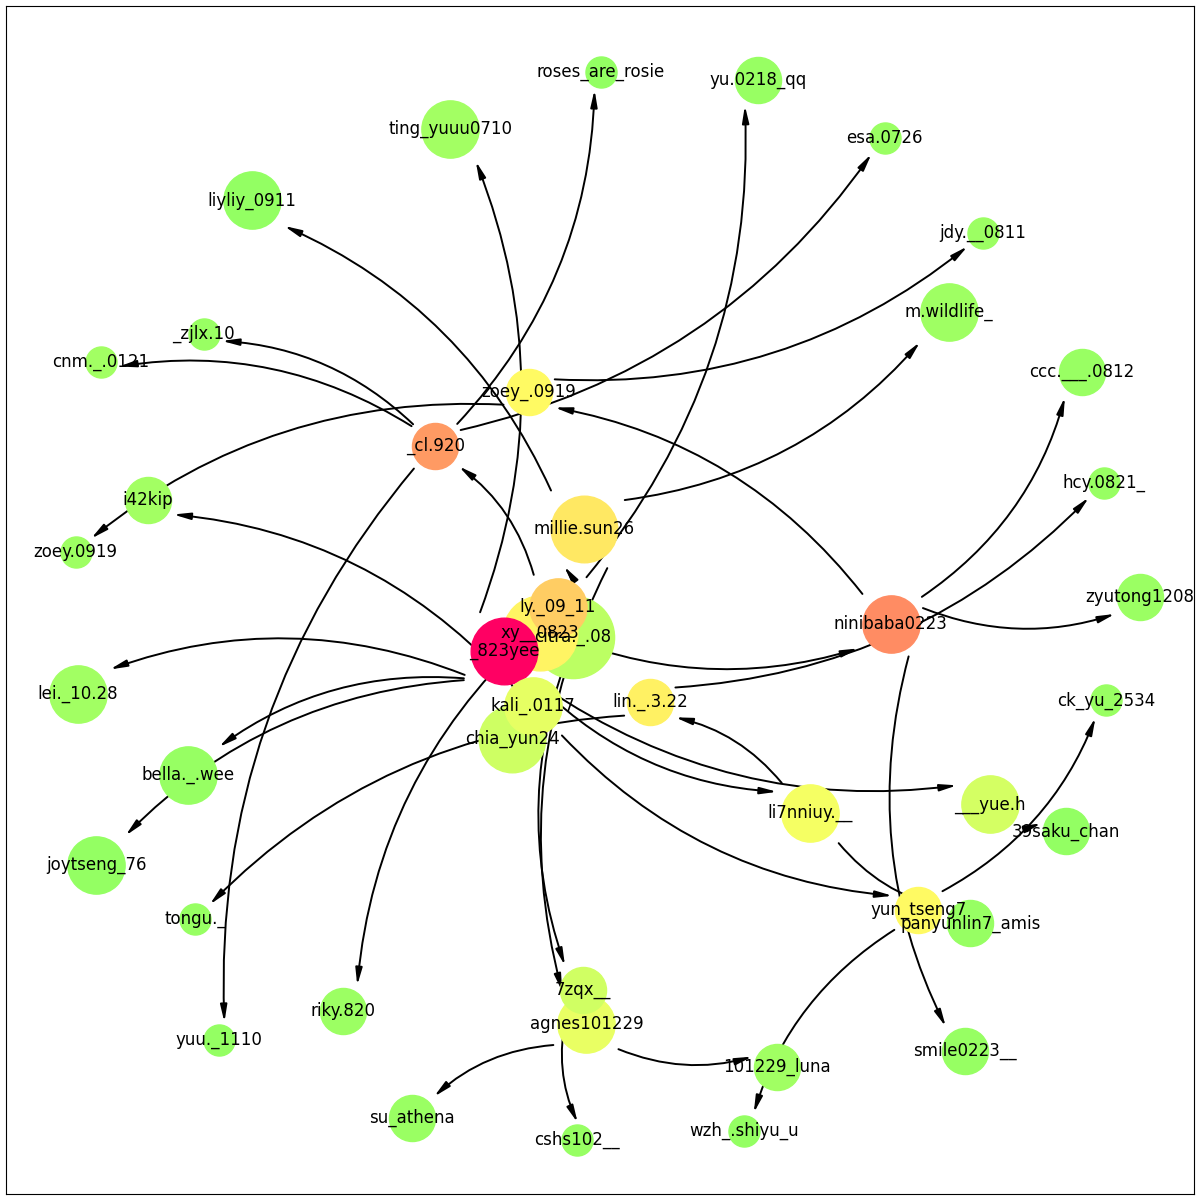 roses_are_rosie
yu.0218_qq
ting_yuuu0710
esa.0726
liyliy_0911
jdy.__0811
m.wildlife_
_zjlx.10
cnm._.0121
ccc.___.0812
zoey_.0919
_cl.920
hcy.0821_
i42kip
millie.sun26
zoey.0919
zyutong1208
ly._09_11
ninibaba0223
xy__0823
citra._.08
_823yee
lei._10.28
lin._.3.22
kali_.0117
ck_yu_2534
chia_yun24
bella._.wee
___yue.h
li7nniuy.__
39saku_chan
joytseng_76
yun_tseng7
tongu._
panyunlin7_amis
7zqx__
riky.820
agnes101229
yuu._1110
smile0223__
101229_luna
su_athena
wzh_.shiyu_u
cshs102__